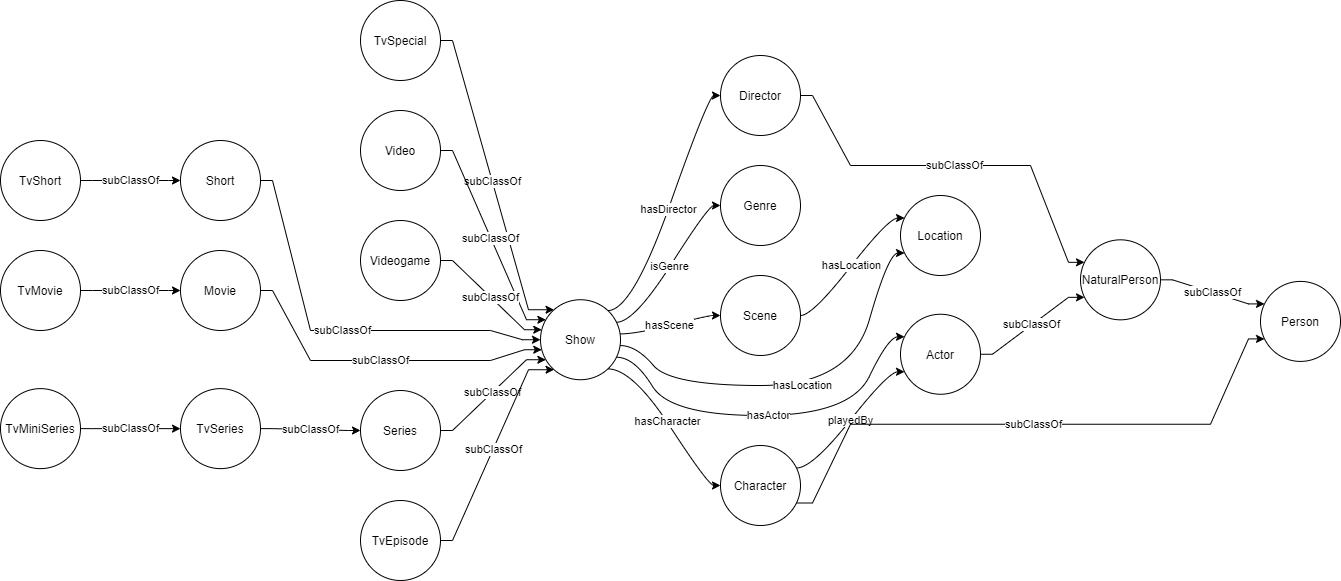 TvSpecial
Video
Videogame
TvShort
subClassOf
Short
TvMovie
subClassOf
Movie
TvMiniSeries
subClassOf
TvSeries
subClassOf
Series
TvEpisode
subClassOf
subClassOf
subClassOf
subClassOf
subClassOf
subClassOf
subClassOf
Show
hasDirector
isGenre
hasScene
hasLocation
hasActor
hasCharacter
Director
Genre
Scene
Character
hasLocation
playedBy
Location
Actor
subClassOf
subClassOf
subClassOf
NaturalPerson
subClassOf
Person